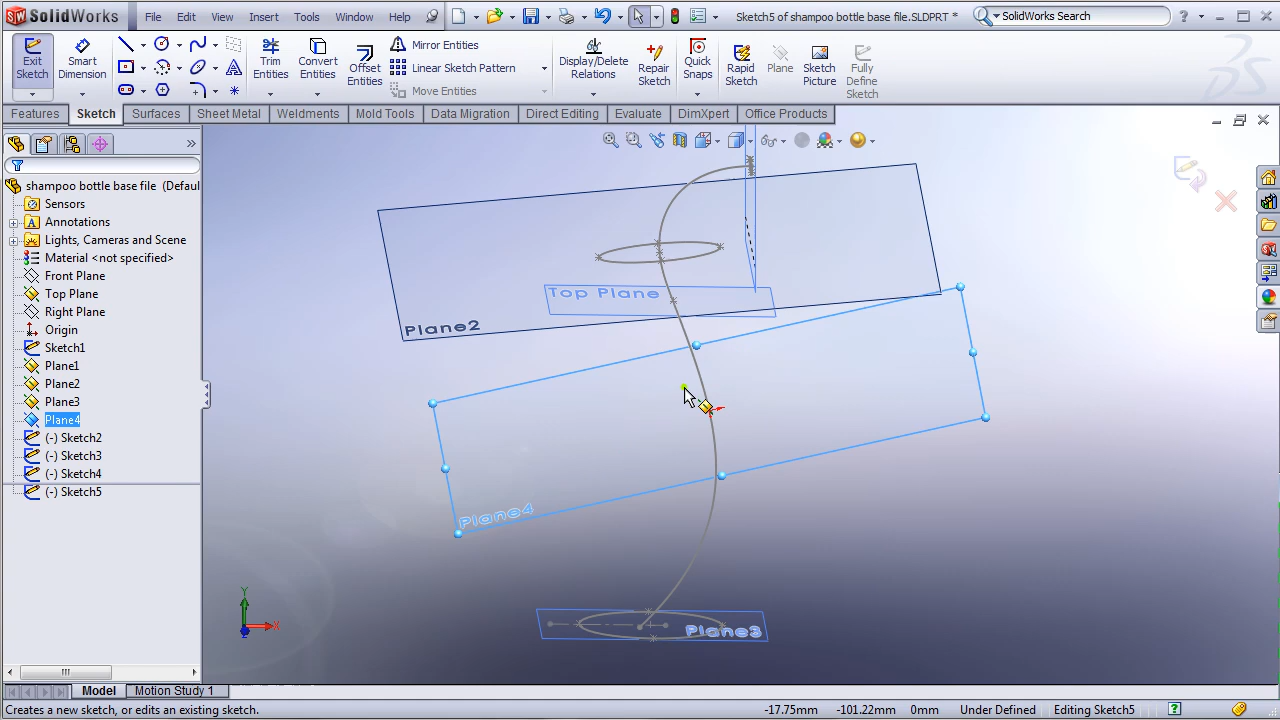 SolidWorks File Edit View Insert Tools Window Help Sketch5 of shampoo bottle base file.SLDPRT * SolidWorks Search
Exit Sketch
Smart Dimension
Trim Entities
Convert Entities
Offset Entities
Mirror Entities
Linear Sketch Pattern
Move Entities
Display/Delete Relations
Repair Sketch
Quick Snaps
Rapid Sketch
Plane
Sketch Picture
Fully Define Sketch
Features Sketch Surfaces Sheet Metal Weldments Mold Tools Data Migration Direct Editing Evaluate DimXpert Office Products
shampoo bottle base file (Defaul
Sensors
Annotations
Lights, Cameras and Scene
Material <not specified>
Front Plane
Top Plane
Right Plane
Origin
Sketch1
Plane1
Plane2
Plane3
Plane4
(-) Sketch2
(-) Sketch3
(-) Sketch4
(-) Sketch5
Top Plane
Plane2
Plane4
Plane3
Y
X
Model Motion Study 1
Creates a new sketch, or edits an existing sketch. -17.75mm -101.22mm 0mm Under Defined Editing Sketch5